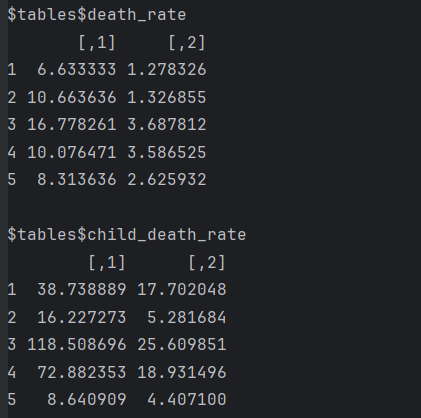 $tables$death_rate
       [,1]     [,2]
1  6.633333 1.278326
2 10.663636 1.326855
3 16.778261 3.687812
4 10.076471 3.586525
5  8.313636 2.625932

$tables$child_death_rate
        [,1]      [,2]
1  38.738889 17.702048
2  16.227273  5.281684
3 118.508696 25.609851
4  72.882353 18.931496
5   8.640909  4.407100